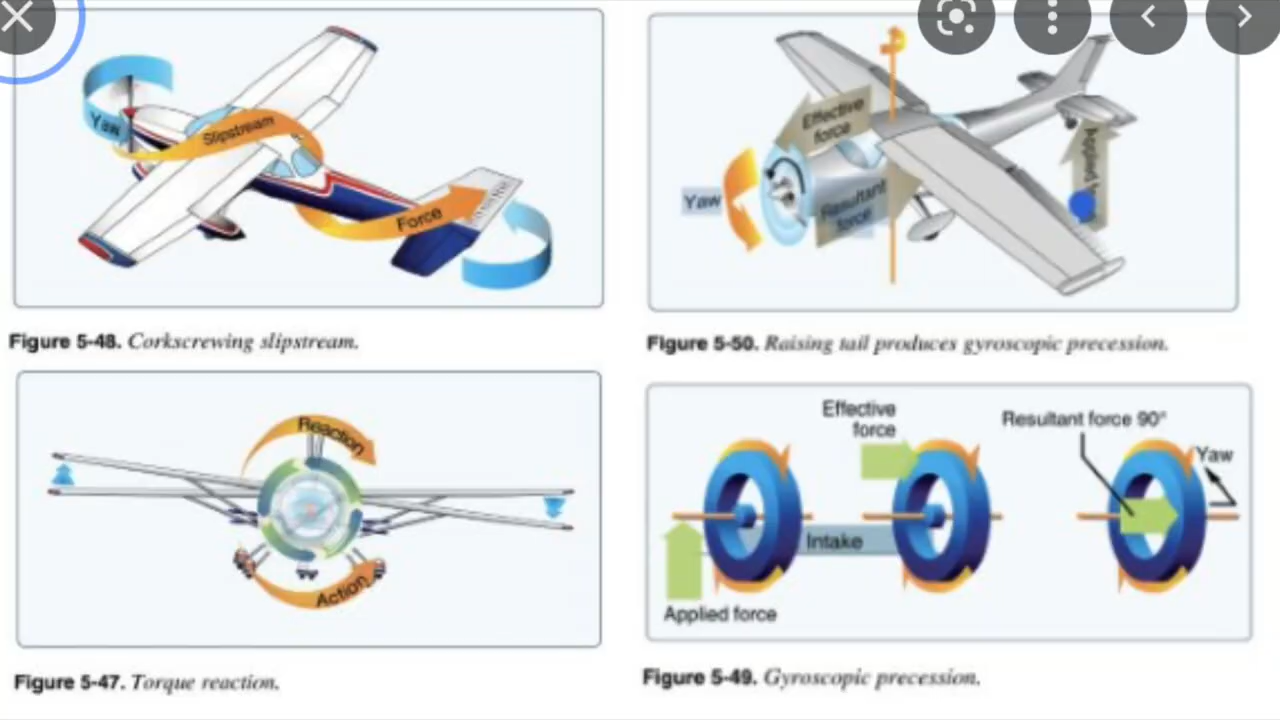 Yaw
Slipstream
Force
Figure 5-48. Corkscrewing slipstream.
Effective
force
Yaw
Resultant
force
Applied
Figure 5-50. Raising tail produces gyroscopic precession.
Reaction
Action
Figure 5-47. Torque reaction.
Effective
force
Resultant force 90°
Yaw
Intake
Applied force
Figure 5-49. Gyroscopic precession.